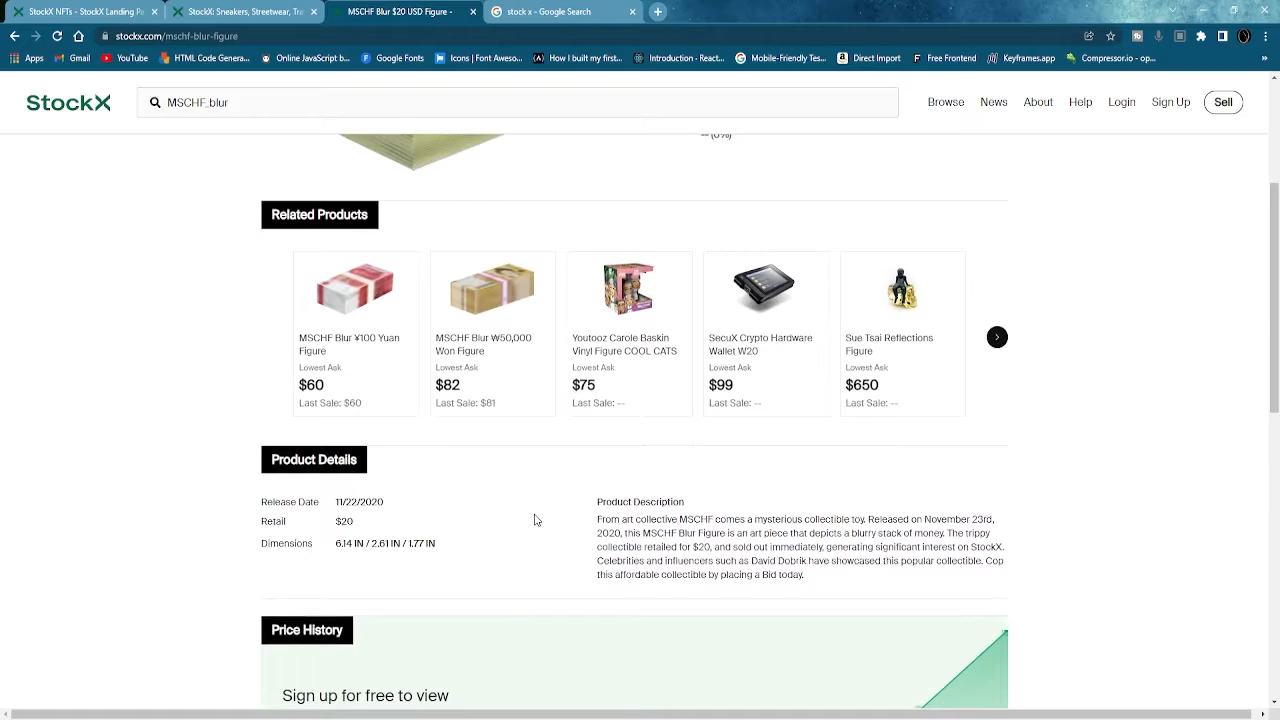 StockX NFTs – StockX Landing Pa
StockX: Sneakers, Streetwear, Tra
MSCHF Blur $20 USD Figure -
stock x - Google Search
stockx.com/mschf-blur-figure
Apps
Gmail
YouTube
HTML Code Genera...
Online JavaScript b...
Google Fonts
Icons | Font Aweso...
How I built my first...
Introduction - Reac...
Mobile-Friendly Tes...
Direct Import
Free Frontend
Keyframes.app
Compressor.io - op...
StockX
MSCHF_blur
Browse
News
About
Help
Login
Sign Up
Sell
-- (0%)
Related Products
MSCHF Blur ¥100 Yuan
Figure
Lowest Ask
$60
Last Sale: $60
MSCHF Blur ₩50,000
Won Figure
Lowest Ask
$82
Last Sale: $81
Youtooz Carole Baskin
Vinyl Figure COOL CATS
Lowest Ask
$75
Last Sale: --
SecuX Crypto Hardware
Wallet W20
Lowest Ask
$99
Last Sale: --
Sue Tsai Reflections
Figure
Lowest Ask
$650
Last Sale: --
Product Details
Release Date 11/22/2020
Retail $20
Dimensions 6.14 IN / 2.61 IN / 1.77 IN
Product Description
From art collective MSCHF comes a mysterious collectible toy. Released on November 23rd,
2020, this MSCHF Blur Figure is an art piece that depicts a blurry stack of money. The trippy
collectible retailed for $20, and sold out immediately, generating significant interest on StockX.
Celebrities and influencers such as David Dobrik have showcased this popular collectible. Cop
this affordable collectible by placing a Bid today.
Price History
Sign up for free to view